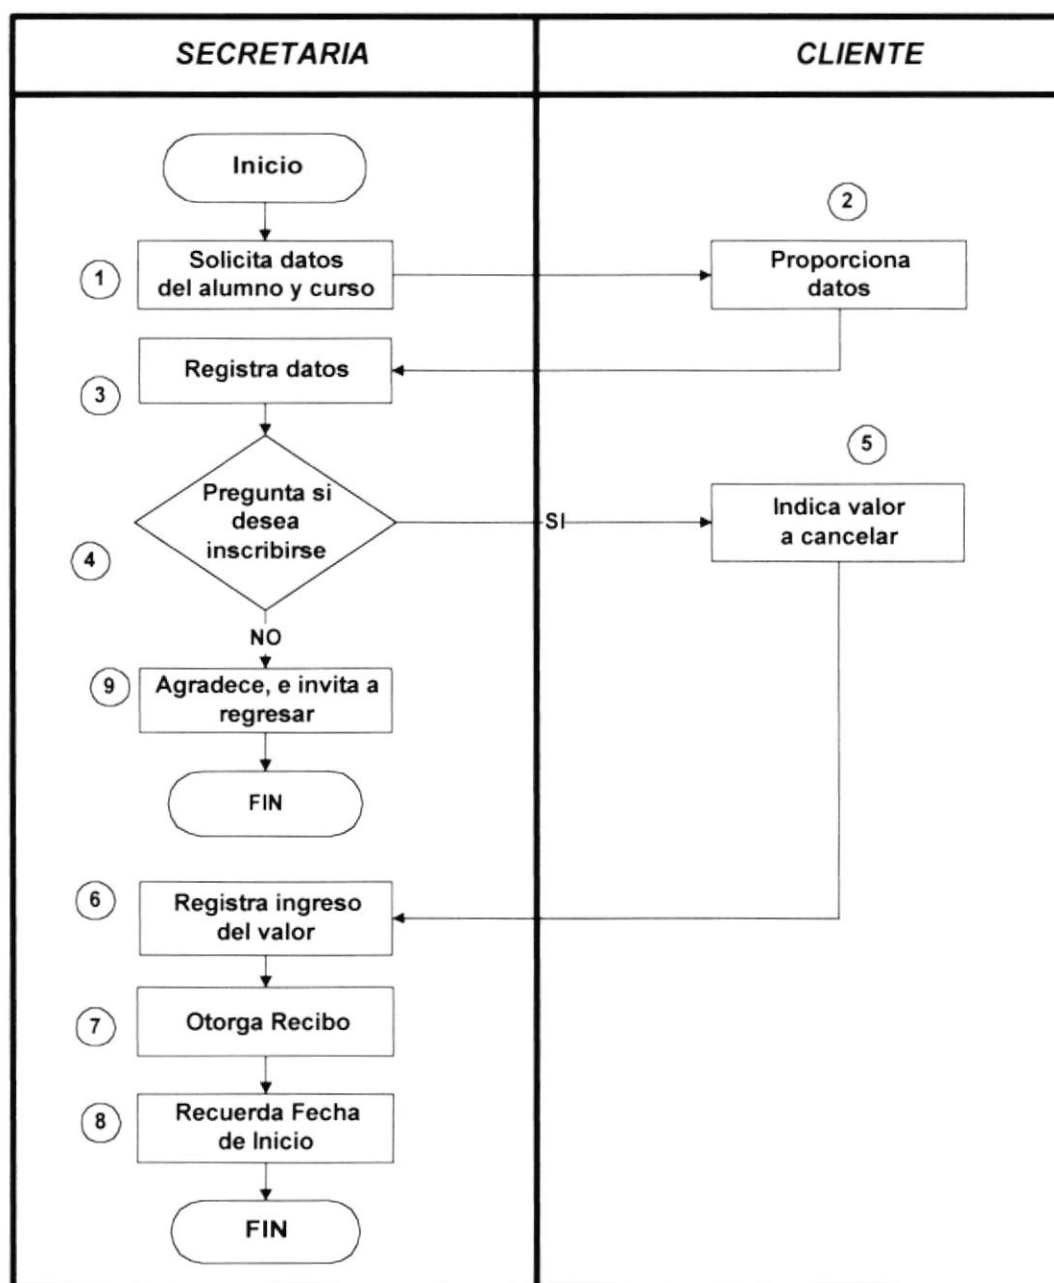 SECRETARIA
CLIENTE
Inicio
2
1
Solicita datos
del alumno y curso
Proporciona
datos
3
Registra datos
5
4
Pregunta si
desea
inscribirse
SI
Indica valor
a cancelar
NO
9
Agradece, e invita a
regresar
FIN
6
Registra ingreso
del valor
7
Otorga Recibo
8
Recuerda Fecha
de Inicio
FIN